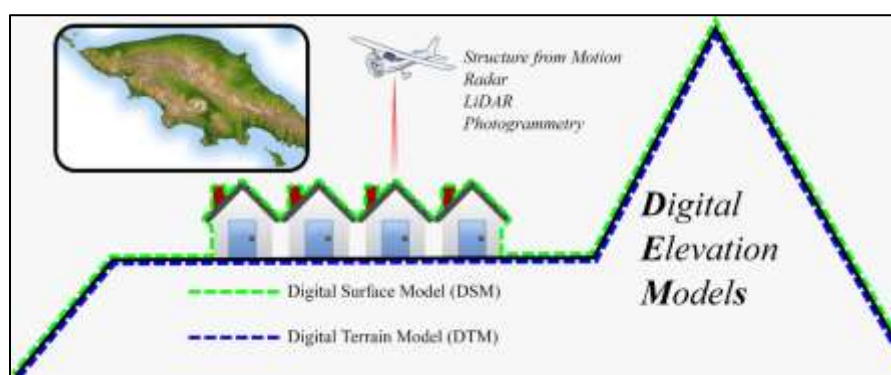 Structure from Motion
Radar
LiDAR
Photogrammetry
Digital
Elevation
Models
Digital Surface Model (DSM)
Digital Terrain Model (DTM)